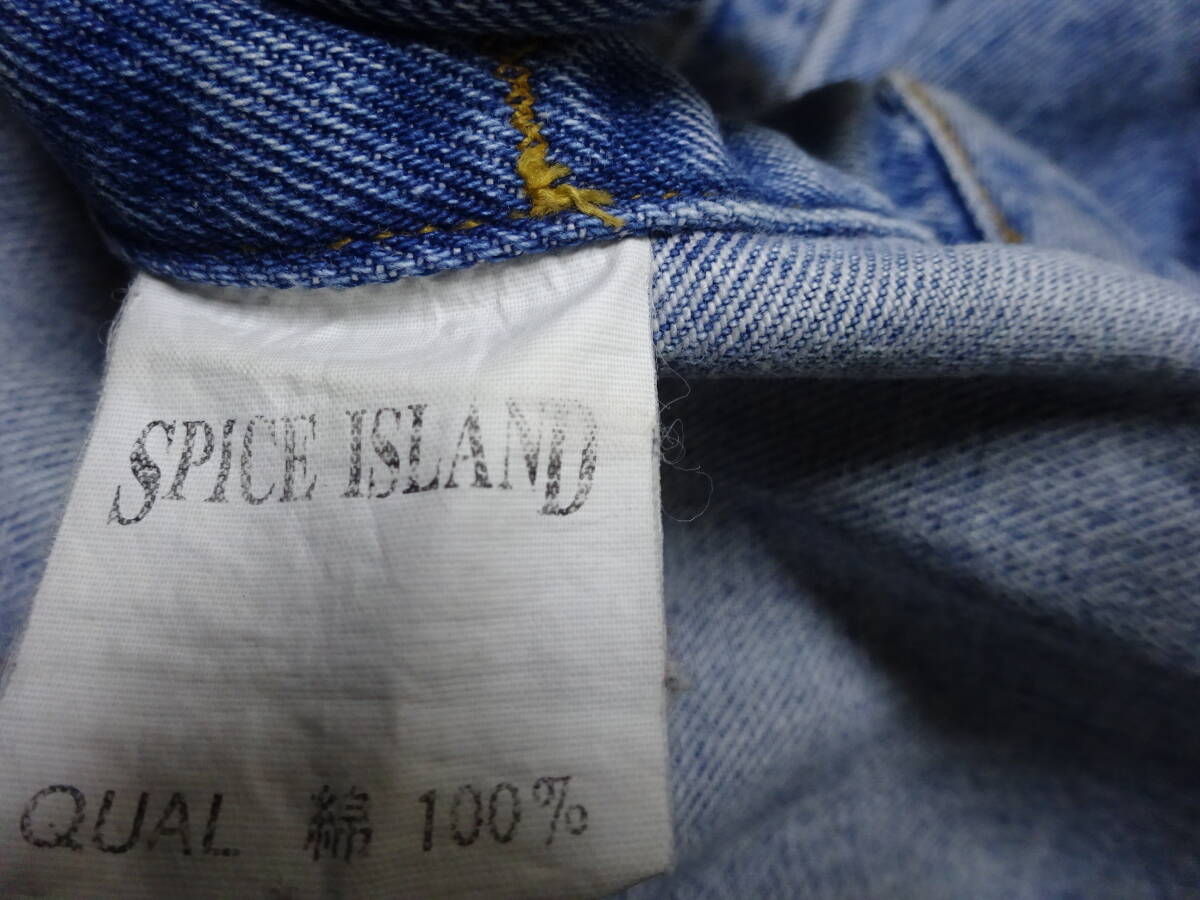 SPICE ISLAND
QUAL 綿 100%